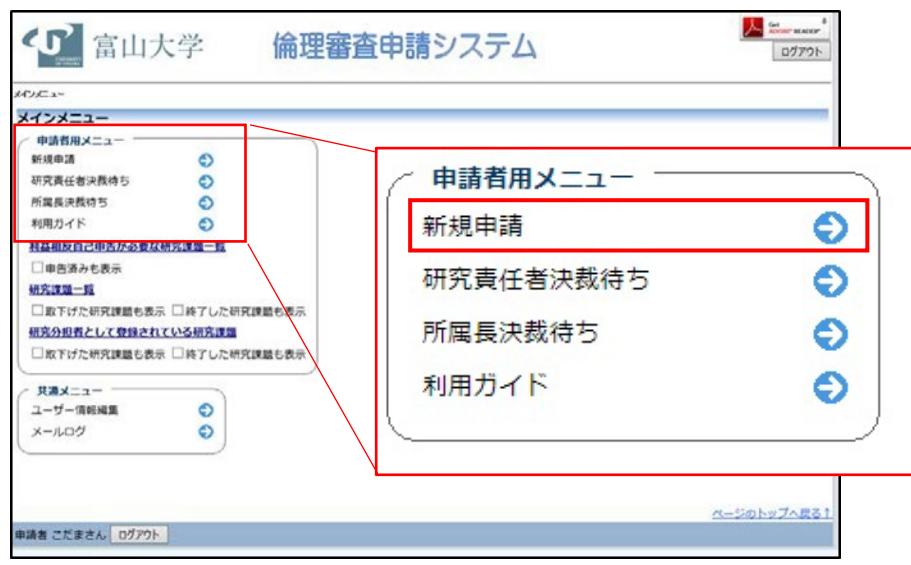 富山大学
倫理審査申請システム
Get
ADOBE® READER®
ログアウト
メインメニュー
メインメニュー
申請者用メニュー
新規申請
研究責任者決裁待ち
所属長決裁待ち
利用ガイド
利益相反自己申告が必要な研究課題一覧
申告済みも表示
研究課題一覧
取下げた研究課題も表示 終了した研究課題も表示
研究分担者として登録されている研究課題
取下げた研究課題も表示 終了した研究課題も表示
共通メニュー
ユーザー情報編集
メールログ
申請者用メニュー
新規申請
研究責任者決裁待ち
所属長決裁待ち
利用ガイド
ページのトップへ戻る↑
申請者 こだまさん ログアウト